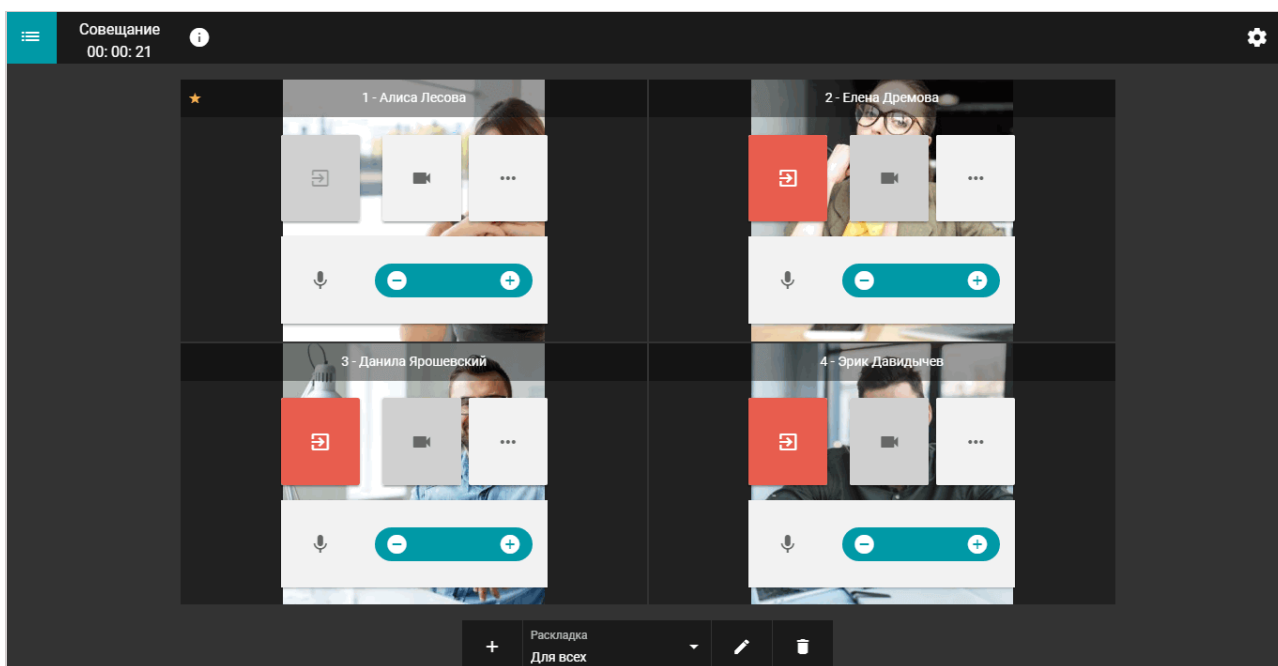 Совещание
00: 00: 21
1 - Алиса Лесова
2 - Елена Дремова
3 - Данила Ярошевский
4 - Эрик Давидычев
Раскладка
Для всех